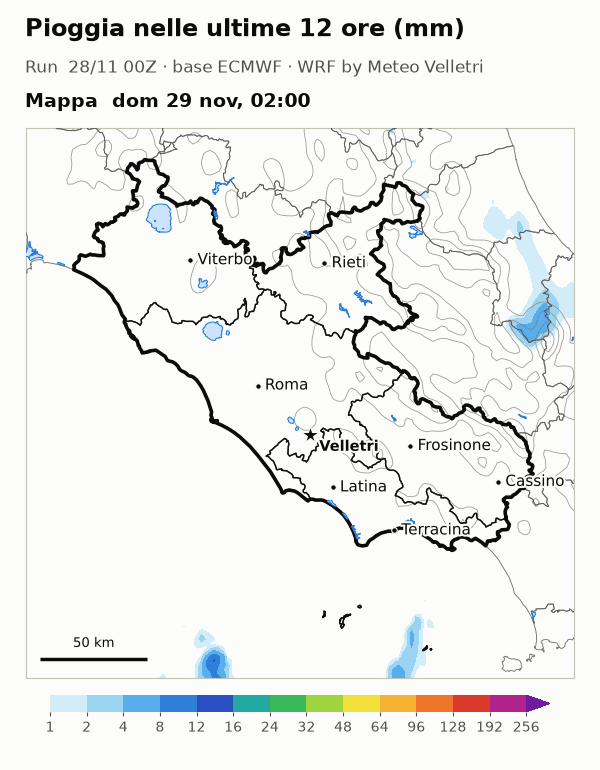 Pioggia nelle ultime 12 ore (mm)
Run 28/11 00Z · base ECMWF · WRF by Meteo Velletri
Mappa dom 29 nov, 02:00
Viterbo
Rieti
Roma
Velletri
Frosinone
Latina
Cassino
Terracina
50 km
1 2 4 8 12 16 24 32 48 64 96 128 192 256